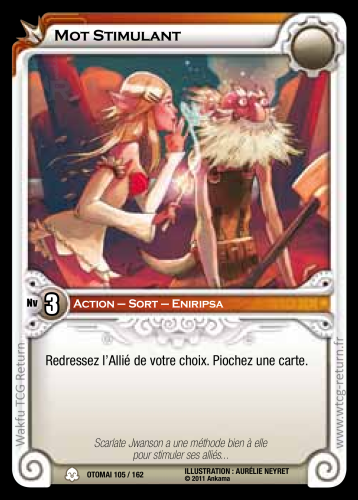 Mot Stimulant
Nv 3
Action – Sort – Eniripsa
Redressez l'Allié de votre choix. Piochez une carte.
Scarlate Jwanson a une méthode bien à elle
pour stimuler ses alliés...
OTOMAI 105 / 162
ILLUSTRATION : AURÉLIE NEYRET
© 2011 Ankama
Wakfu TCG Return
www.wtcg-return.fr